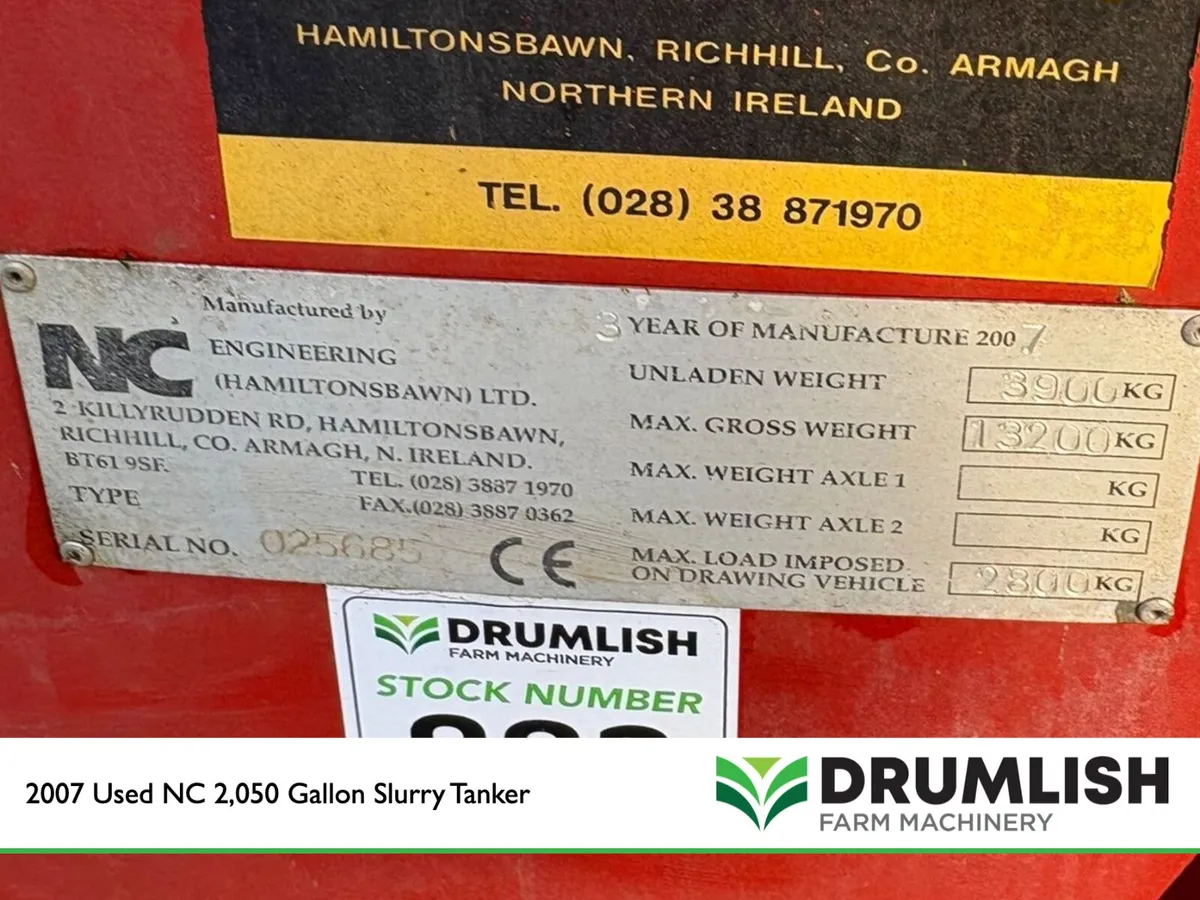 HAMILTONSBAWN, RICHHILL, Co. ARMAGH
NORTHERN IRELAND
TEL. (028) 38 871970
Manufactured by
NC
ENGINEERING
(HAMILTONSBAWN) LTD.
2 KILLYRUDDEN RD, HAMILTONSBAWN,
RICHHILL, CO. ARMAGH, N. IRELAND.
BT61 9SF.
TEL. (028) 3887 1970
TYPE
FAX.(028) 3887 0362
SERIAL NO. 025685
CE
3 YEAR OF MANUFACTURE 2007
UNLADEN WEIGHT 3900 KG
MAX. GROSS WEIGHT 13200 KG
MAX. WEIGHT AXLE 1 KG
MAX. WEIGHT AXLE 2 KG
MAX. LOAD IMPOSED
ON DRAWING VEHICLE 2800 KG
DRUMLISH
FARM MACHINERY
STOCK NUMBER
2007 Used NC 2,050 Gallon Slurry Tanker
DRUMLISH
FARM MACHINERY